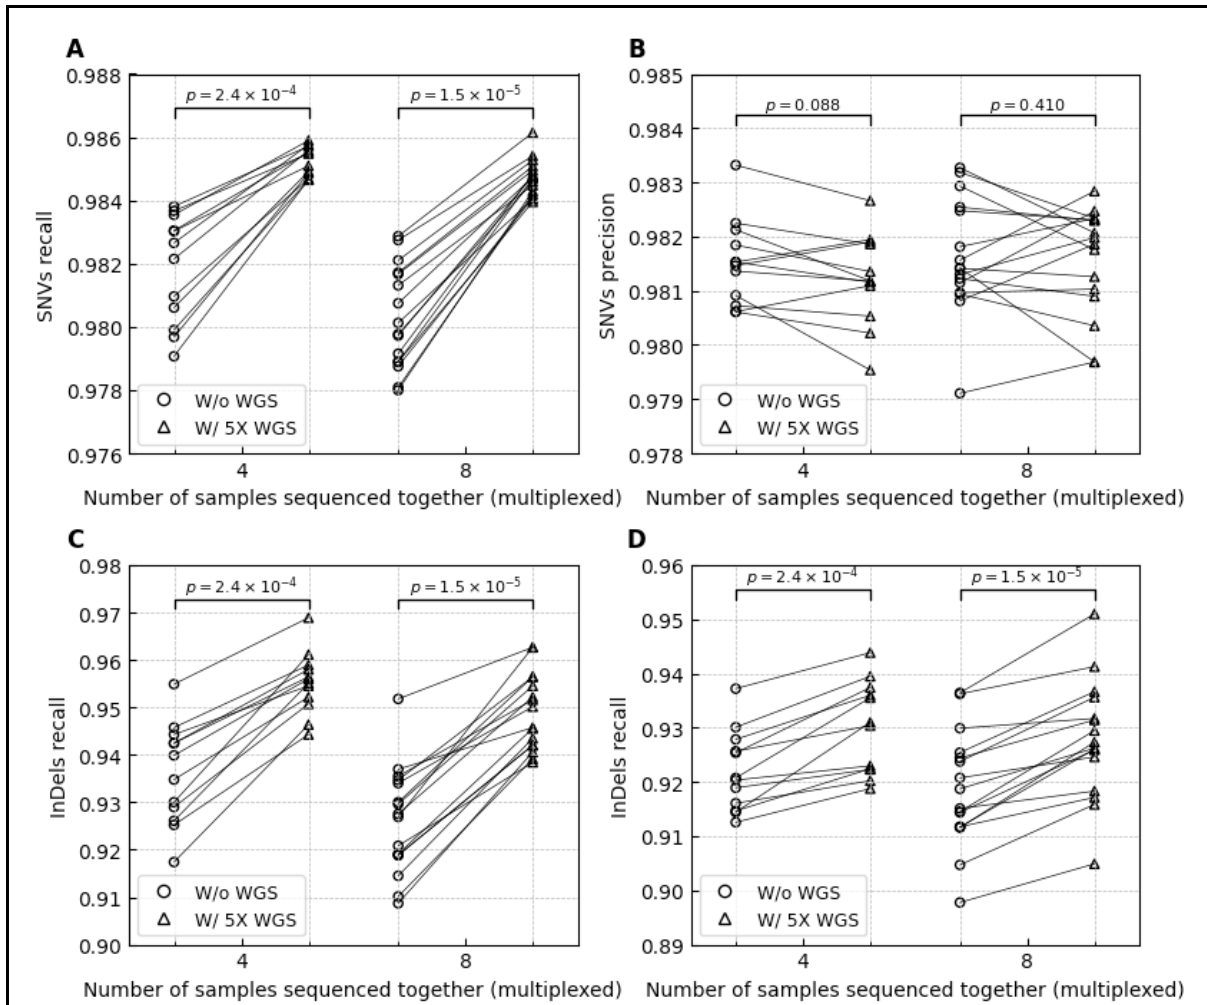 A
0.988
0.986
0.984
0.982
0.980
0.978
0.976
SNVs recall
p = 2.4 × 10⁻⁴
p = 1.5 × 10⁻⁵
W/o WGS
W/ 5X WGS
4
8
Number of samples sequenced together (multiplexed)
B
0.985
0.984
0.983
0.982
0.981
0.980
0.979
0.978
SNVs precision
p = 0.088
p = 0.410
W/o WGS
W/ 5X WGS
4
8
Number of samples sequenced together (multiplexed)
C
0.98
0.97
0.96
0.95
0.94
0.93
0.92
0.91
0.90
InDels recall
p = 2.4 × 10⁻⁴
p = 1.5 × 10⁻⁵
W/o WGS
W/ 5X WGS
4
8
Number of samples sequenced together (multiplexed)
D
0.96
0.95
0.94
0.93
0.92
0.91
0.90
0.89
InDels recall
p = 2.4 × 10⁻⁴
p = 1.5 × 10⁻⁵
W/o WGS
W/ 5X WGS
4
8
Number of samples sequenced together (multiplexed)